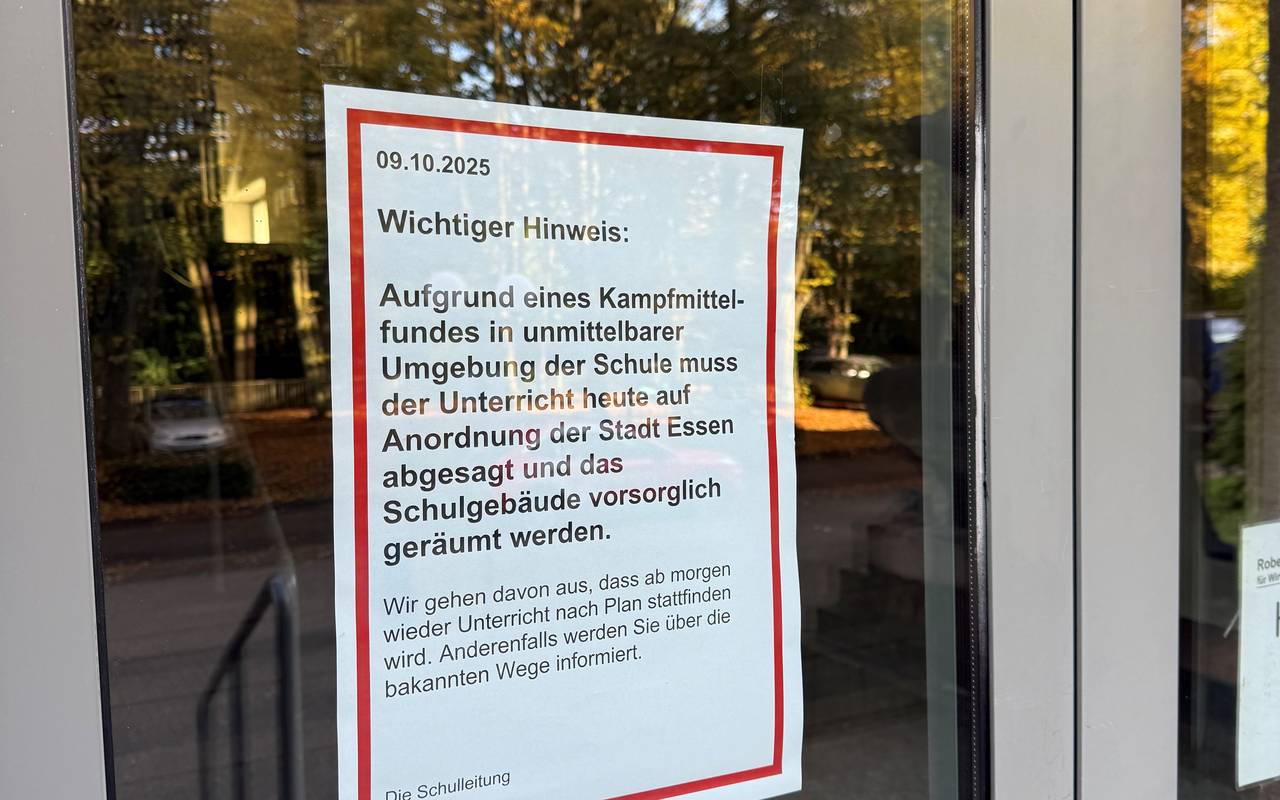 09.10.2025
Wichtiger Hinweis:
Aufgrund eines Kampfmittel-
fundes in unmittelbarer
Umgebung der Schule muss
der Unterricht heute auf
Anordnung der Stadt Essen
abgesagt und das
Schulgebäude vorsorglich
geräumt werden.
Wir gehen davon aus, dass ab morgen
wieder Unterricht nach Plan stattfinden
wird. Anderenfalls werden Sie über die
bakannten Wege informiert.
Die Schulleitung